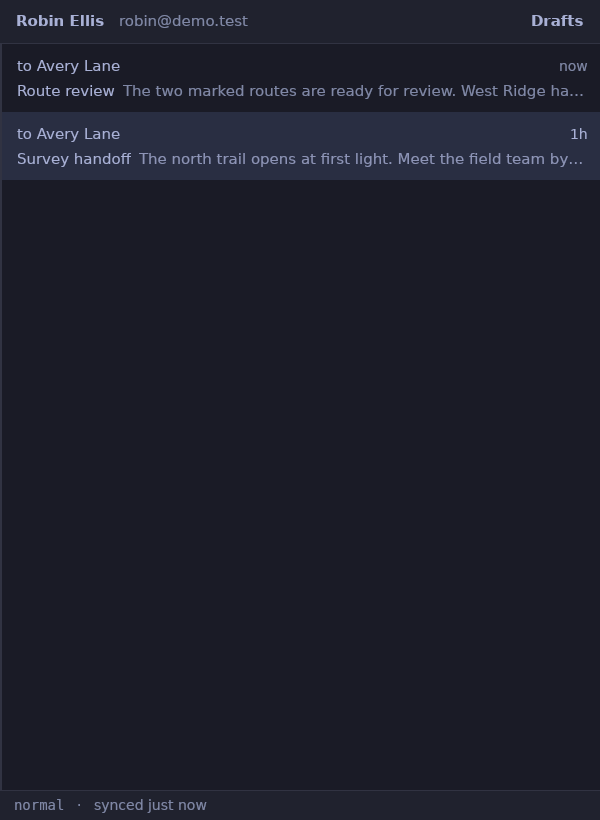 Robin Ellis robin@demo.test Drafts
to Avery Lane now
Route review The two marked routes are ready for review. West Ridge ha…
to Avery Lane 1h
Survey handoff The north trail opens at first light. Meet the field team by…
normal · synced just now